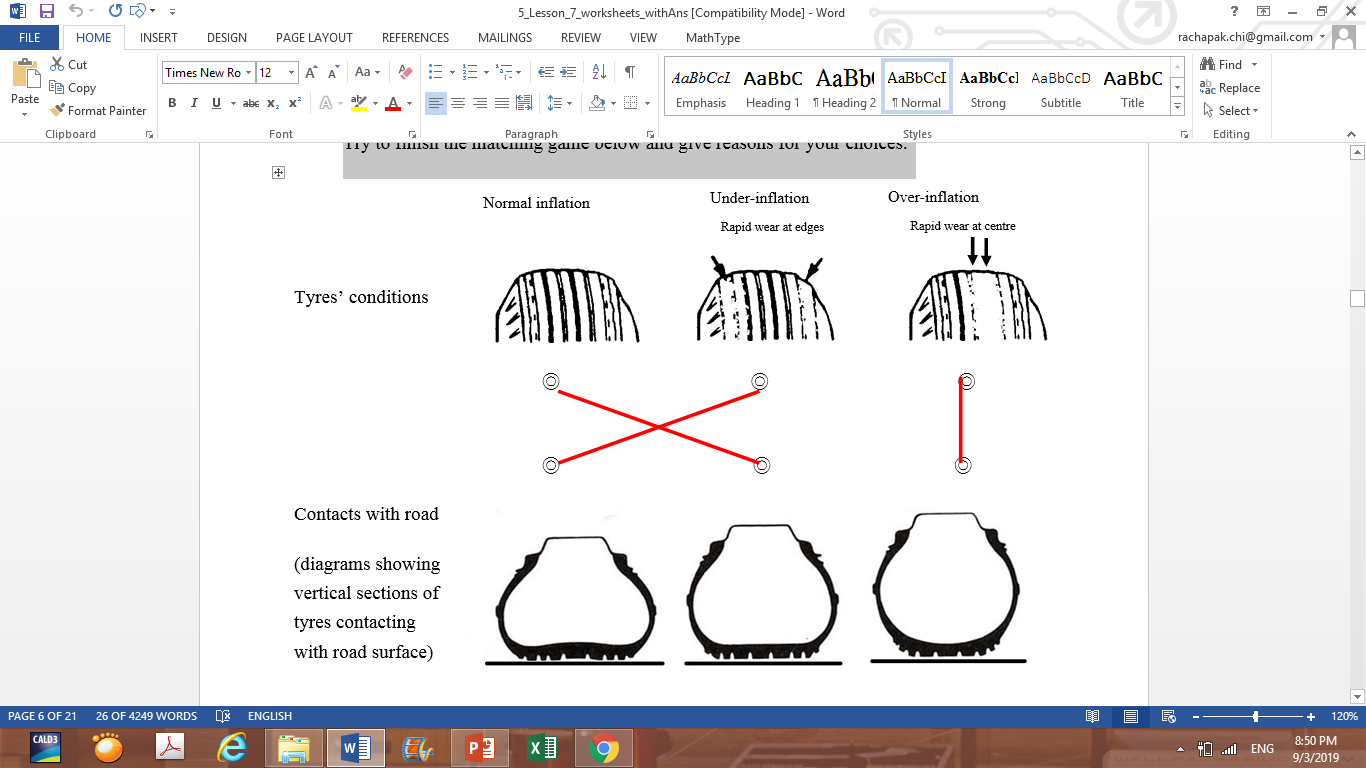 5_Lesson_7_worksheets_withAns [Compatibility Mode] - Word
FILE HOME INSERT DESIGN PAGE LAYOUT REFERENCES MAILINGS REVIEW VIEW MathType
rachapak.chi@gmail.com
Paste
Cut
Copy
Format Painter
Clipboard
Times New Ro 12
Font
Paragraph
AaBbCcI AaBbC AaBb( AaBbCcI AaBbCcI AaBbCcD AaBbC
Emphasis Heading 1 ¶ Heading 2 ¶ Normal Strong Subtitle Title
Styles
Find
Replace
Select
Editing
Try to finish the matching game below and give reasons for your choices.
Normal inflation
Under-inflation
Over-inflation
Rapid wear at edges
Rapid wear at centre
Tyres’ conditions
Contacts with road
(diagrams showing
vertical sections of
tyres contacting
with road surface)
PAGE 6 OF 21 26 OF 4249 WORDS ENGLISH
120%
CALD3
ENG
8:50 PM
9/3/2019